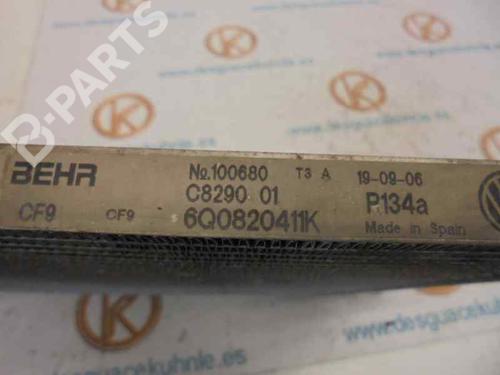 B-PARTS
BEHR
№.100680 T3 A 19-09-06
C8290 01 P134a
CF9 CF9 6Q0820411K Made in Spain
www.desguacekuhnle.es